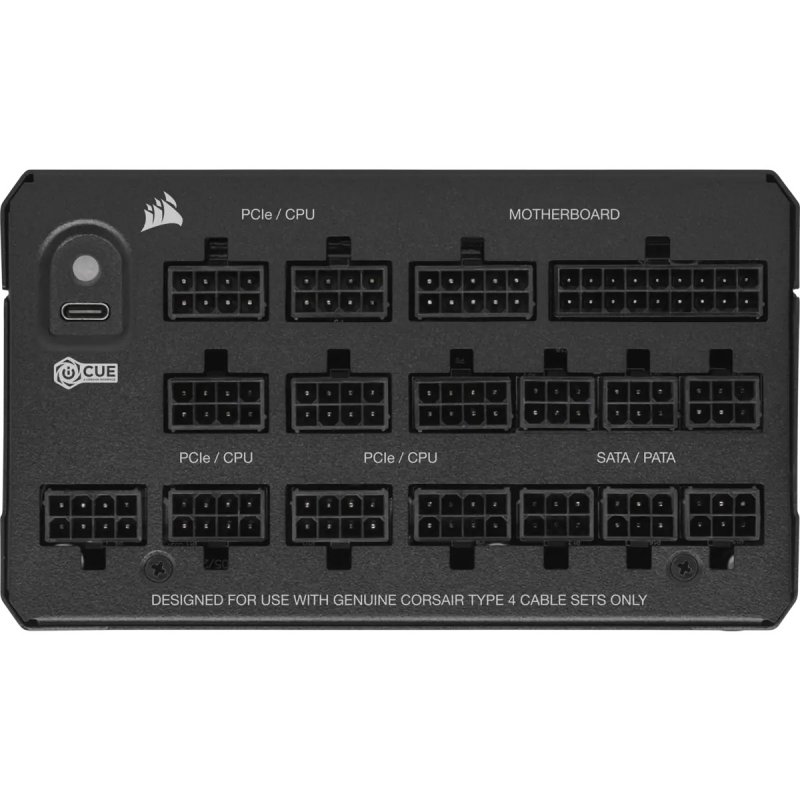 PCIe / CPU
MOTHERBOARD
CUE
PCIe / CPU
PCIe / CPU
SATA / PATA
DESIGNED FOR USE WITH GENUINE CORSAIR TYPE 4 CABLE SETS ONLY